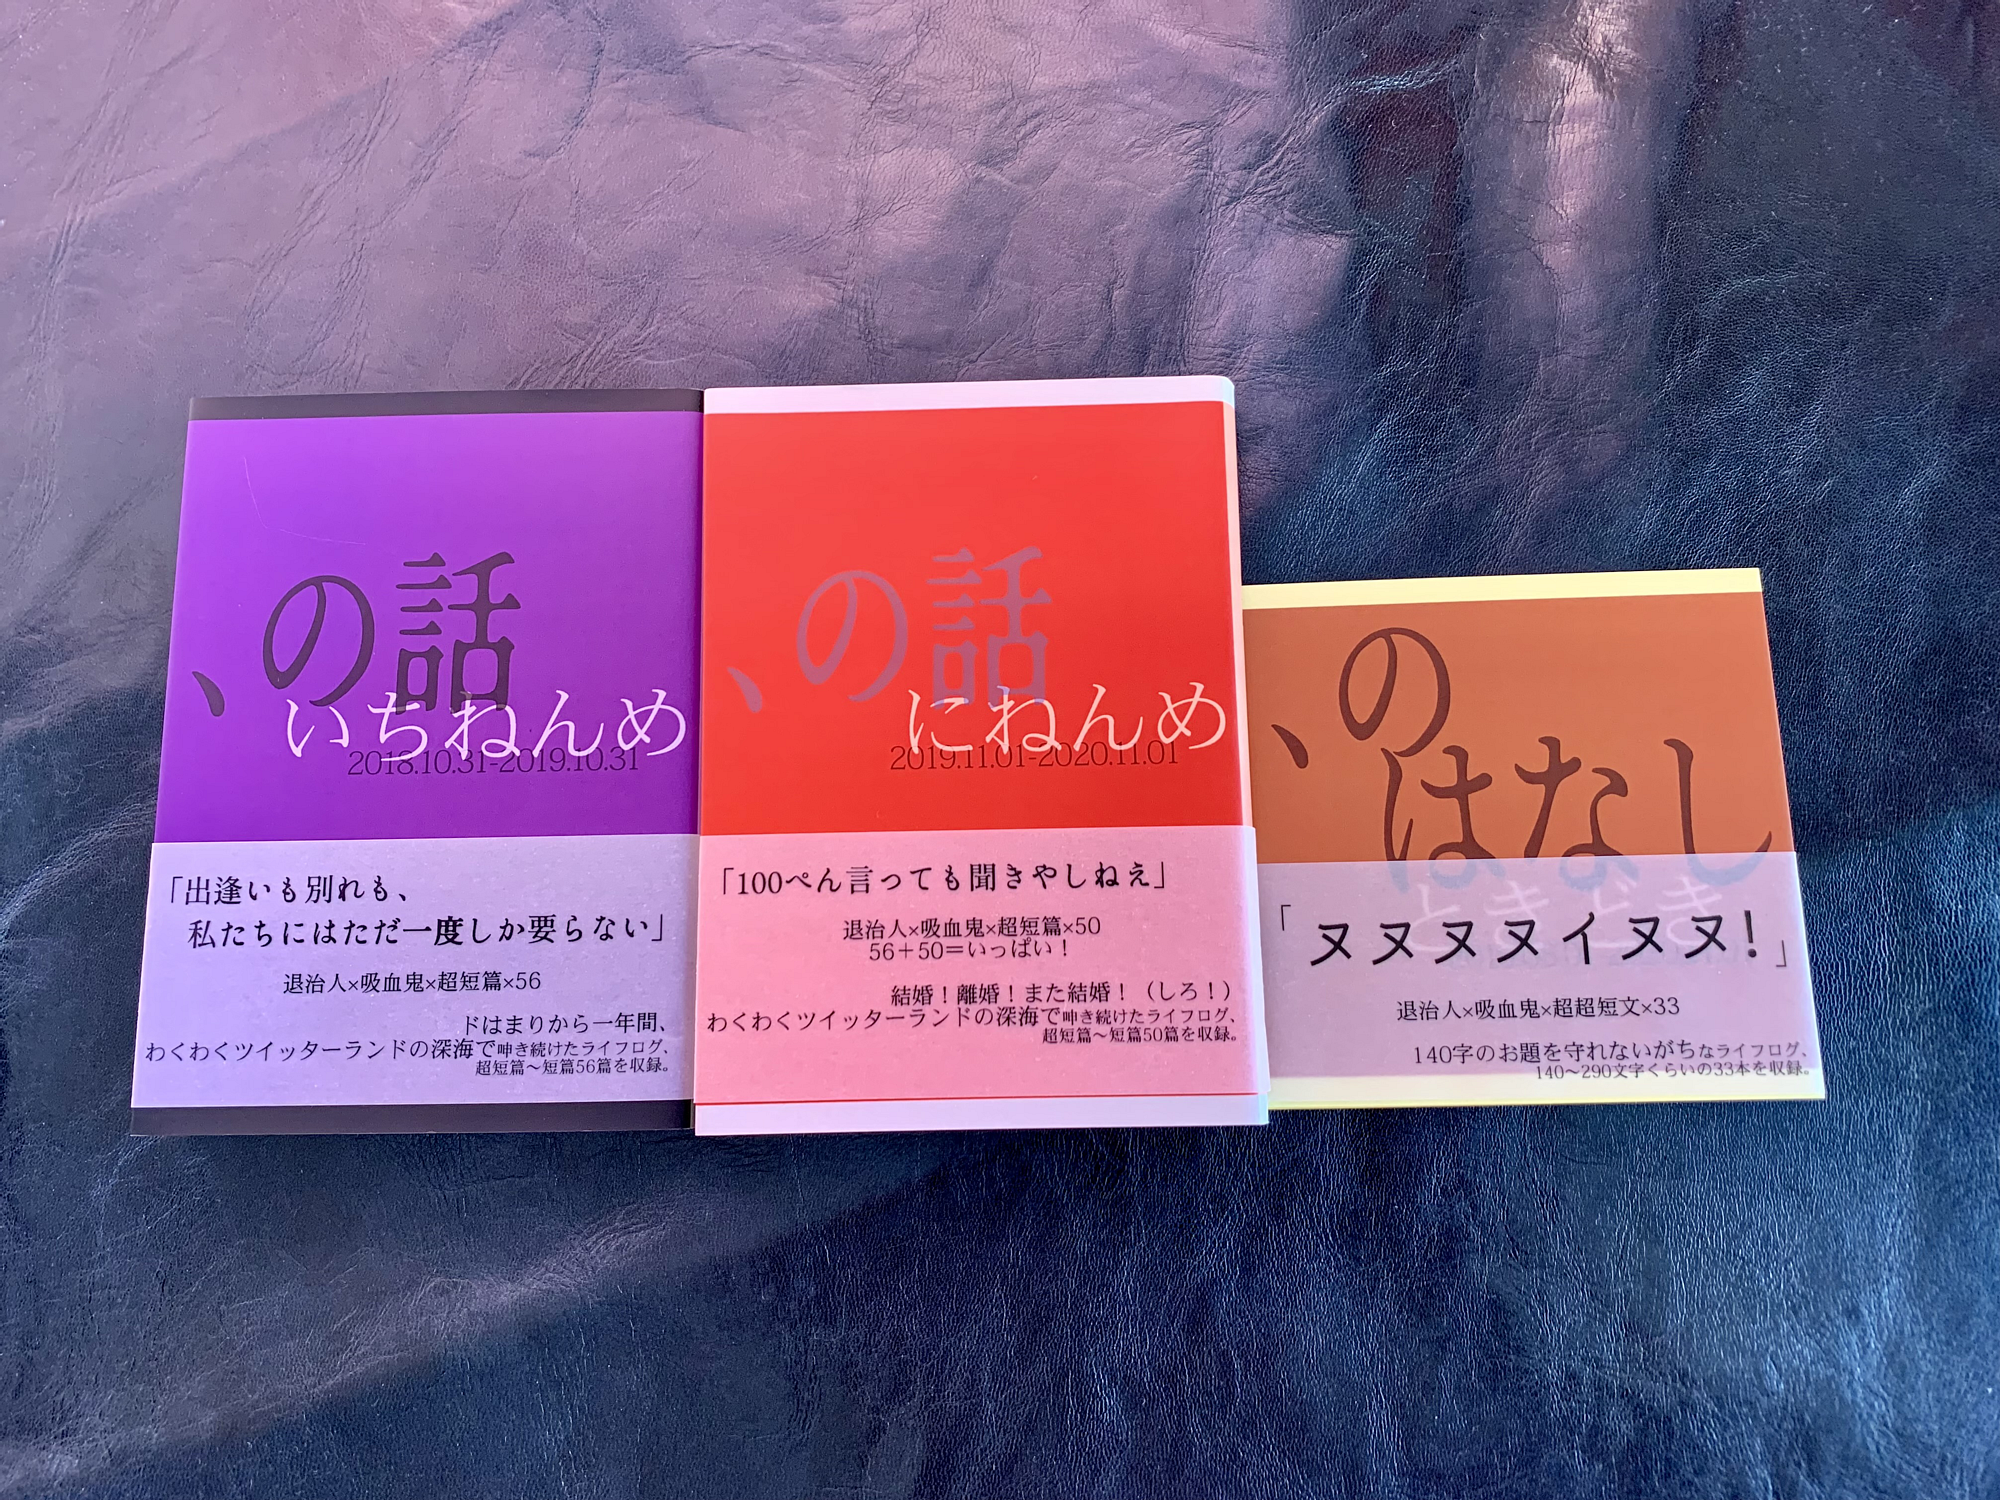 、の話
いちねんめ
2018.10.31-2019.10.31
「出逢いも別れも、
私たちにはただ一度しか要らない」
退治人×吸血鬼×超短篇×56
ドはまりから一年間、
わくわくツイッターランドの深海で呻き続けたライフログ、
超短篇～短篇56篇を収録。
、の話
にねんめ
2019.11.01-2020.11.01
「100ぺん言っても聞きやしねえ」
退治人×吸血鬼×超短篇×50
56＋50＝いっぱい！
結婚！離婚！また結婚！（しろ！）
わくわくツイッターランドの深海で呻き続けたライフログ、
超短篇～短篇50篇を収録。
、の
はなし
ときどき
「ヌヌヌヌイヌヌ!」
退治人×吸血鬼×超超短文×33
140字のお題を守れないがちなライフログ、
140～290文字くらいの33本を収録。